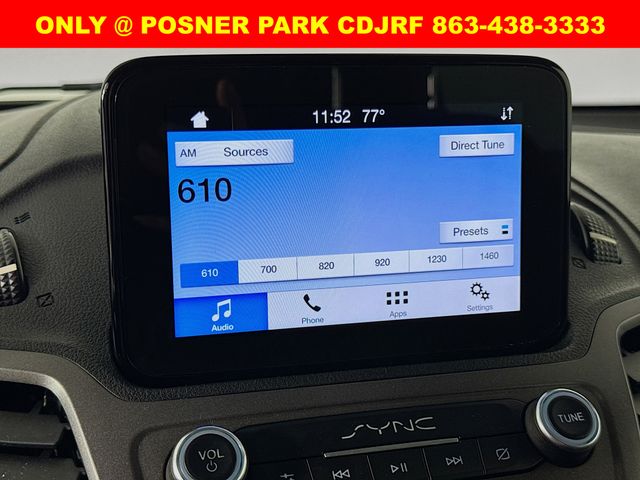 ONLY @ POSNER PARK CDJRF 863-438-3333
11:52 77°
AM Sources
Direct Tune
610
Presets
610 700 820 920 1230 1460
Audio Phone Apps Settings
SYNC
VOL
TUNE